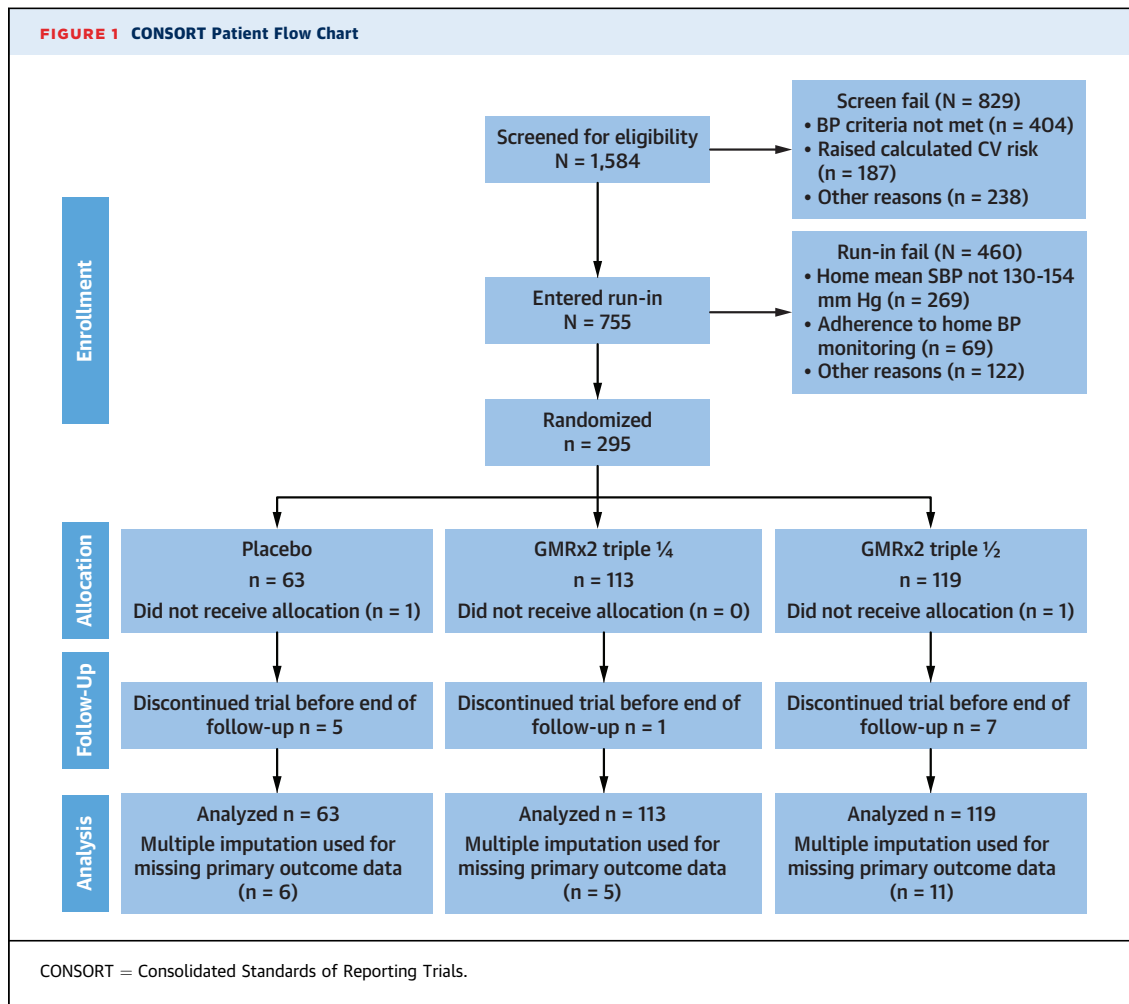 FIGURE 1 CONSORT Patient Flow Chart
Screened for eligibility
N = 1,584
Screen fail (N = 829)
• BP criteria not met (n = 404)
• Raised calculated CV risk
(n = 187)
• Other reasons (n = 238)
Enrollment
Entered run-in
N = 755
Run-in fail (N = 460)
• Home mean SBP not 130-154
mm Hg (n = 269)
• Adherence to home BP
monitoring (n = 69)
• Other reasons (n = 122)
Randomized
n = 295
Allocation
Placebo
n = 63
Did not receive allocation (n = 1)
GMRx2 triple ¼
n = 113
Did not receive allocation (n = 0)
GMRx2 triple ½
n = 119
Did not receive allocation (n = 1)
Follow-Up
Discontinued trial before end of
follow-up n = 5
Discontinued trial before end of
follow-up n = 1
Discontinued trial before end of
follow-up n = 7
Analysis
Analyzed n = 63
Multiple imputation used for
missing primary outcome data
(n = 6)
Analyzed n = 113
Multiple imputation used for
missing primary outcome data
(n = 5)
Analyzed n = 119
Multiple imputation used for
missing primary outcome data
(n = 11)
CONSORT = Consolidated Standards of Reporting Trials.